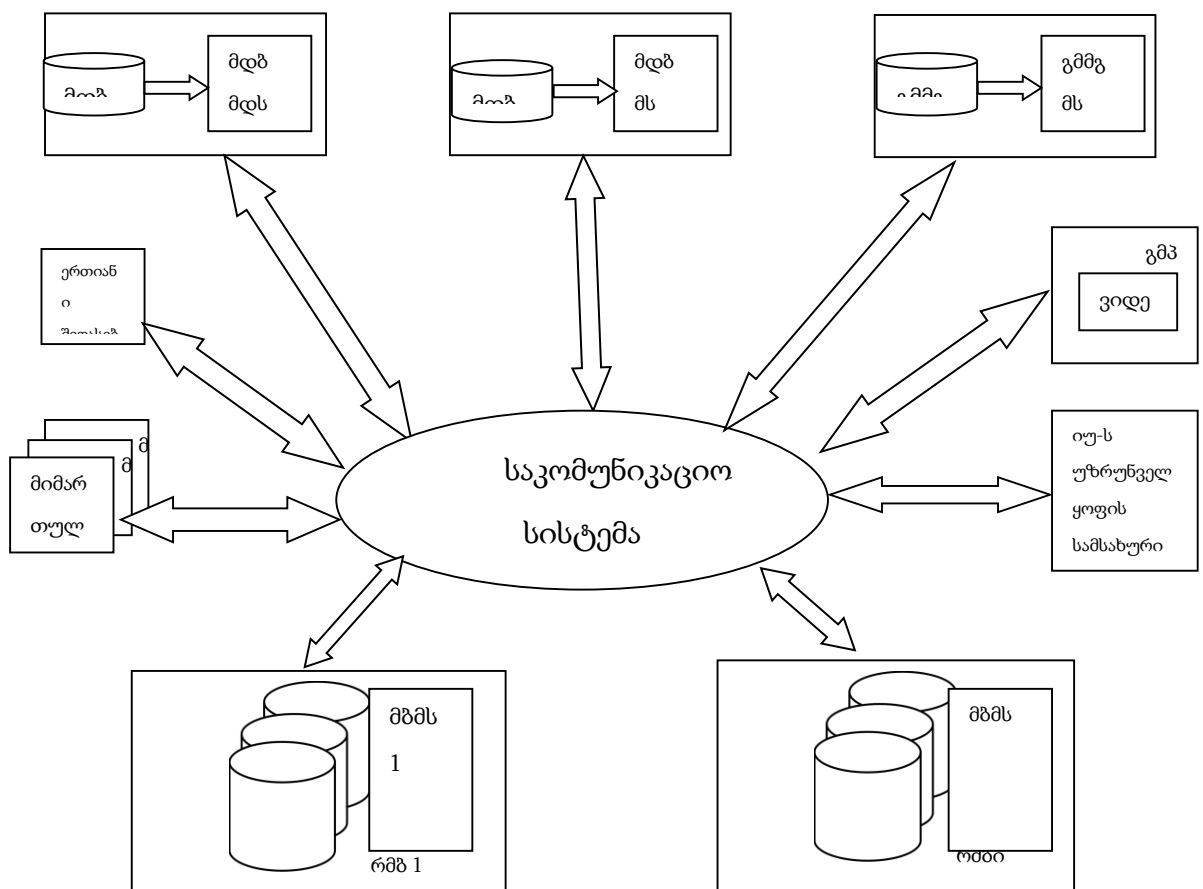 მდბ
მდს
მდბ
მს
გმმგ
მს
ერთიან
ი
გმპ
ვიდე
მ
მ
მიმარ
თულ
საკომუნიკაციო
სისტემა
იუ-ს
უზრუნველ
ყოფის
სამსახური
მბმს
1
რმბ 1
მბმს